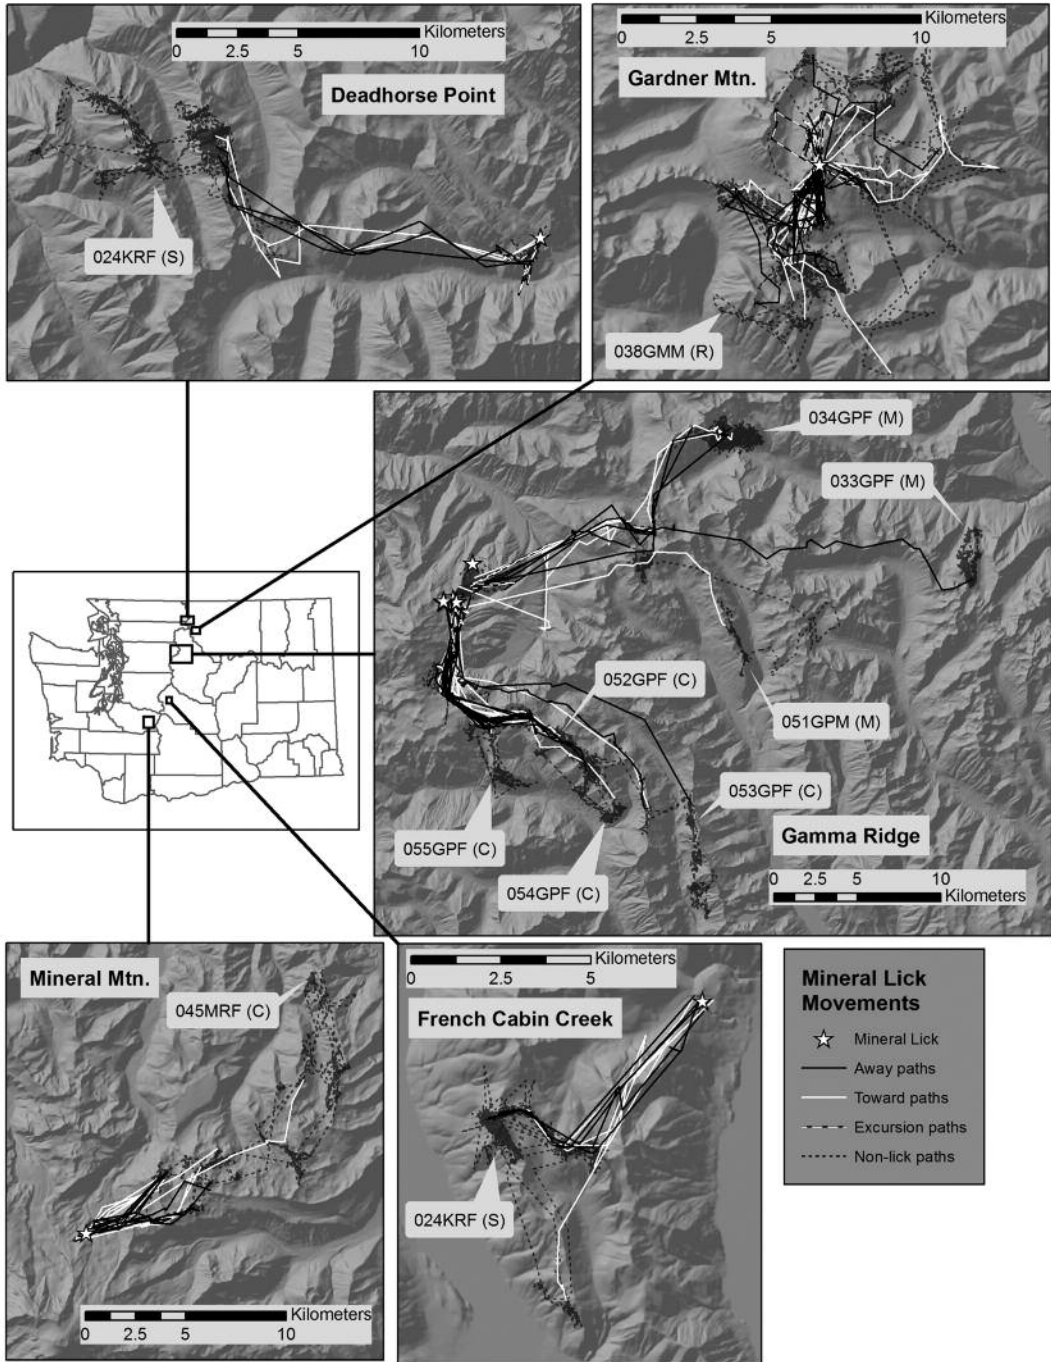 Kilometers
0 2.5 5 10
Deadhorse Point
024KRF (S)
Kilometers
0 2.5 5 10
Gardner Mtn.
038GMM (R)
034GPF (M)
033GPF (M)
052GPF (C)
051GPM (M)
053GPF (C)
055GPF (C)
054GPF (C)
Gamma Ridge
0 2.5 5 10
Kilometers
Mineral Mtn.
045MRF (C)
Kilometers
0 2.5 5 10
Kilometers
0 2.5 5
French Cabin Creek
024KRF (S)
Mineral Lick
Movements
Mineral Lick
Away paths
Toward paths
Excursion paths
Non-lick paths